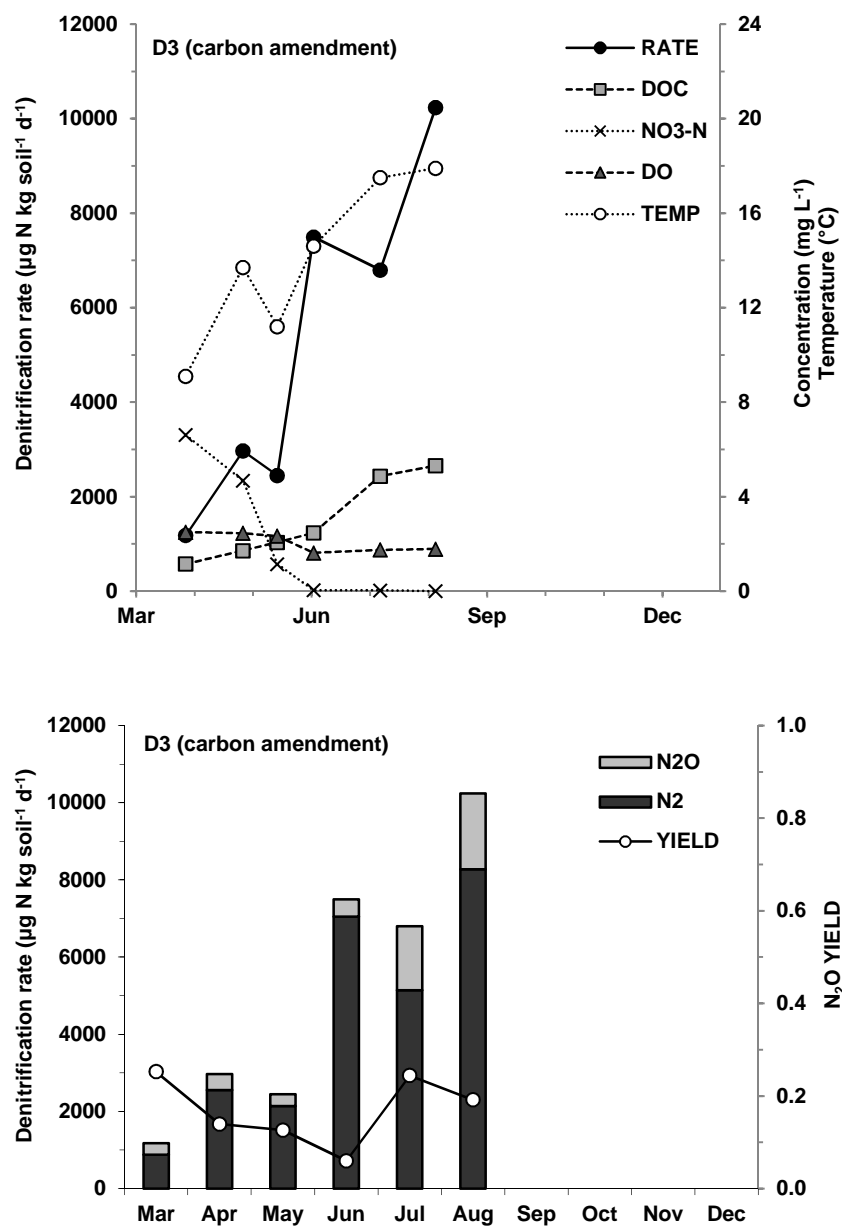 12000
10000
8000
6000
4000
2000
0
Denitrification rate (µg N kg soil⁻¹ d⁻¹)
D3 (carbon amendment)
RATE
DOC
NO3-N
DO
TEMP
24
20
16
12
8
4
0
Concentration (mg L⁻¹)
Temperature (°C)
Mar Jun Sep Dec
12000
10000
8000
6000
4000
2000
0
Denitrification rate (µg N kg soil⁻¹ d⁻¹)
D3 (carbon amendment)
N2O
N2
YIELD
1.0
0.8
0.6
0.4
0.2
0.0
N₂O YIELD
Mar Apr May Jun Jul Aug Sep Oct Nov Dec